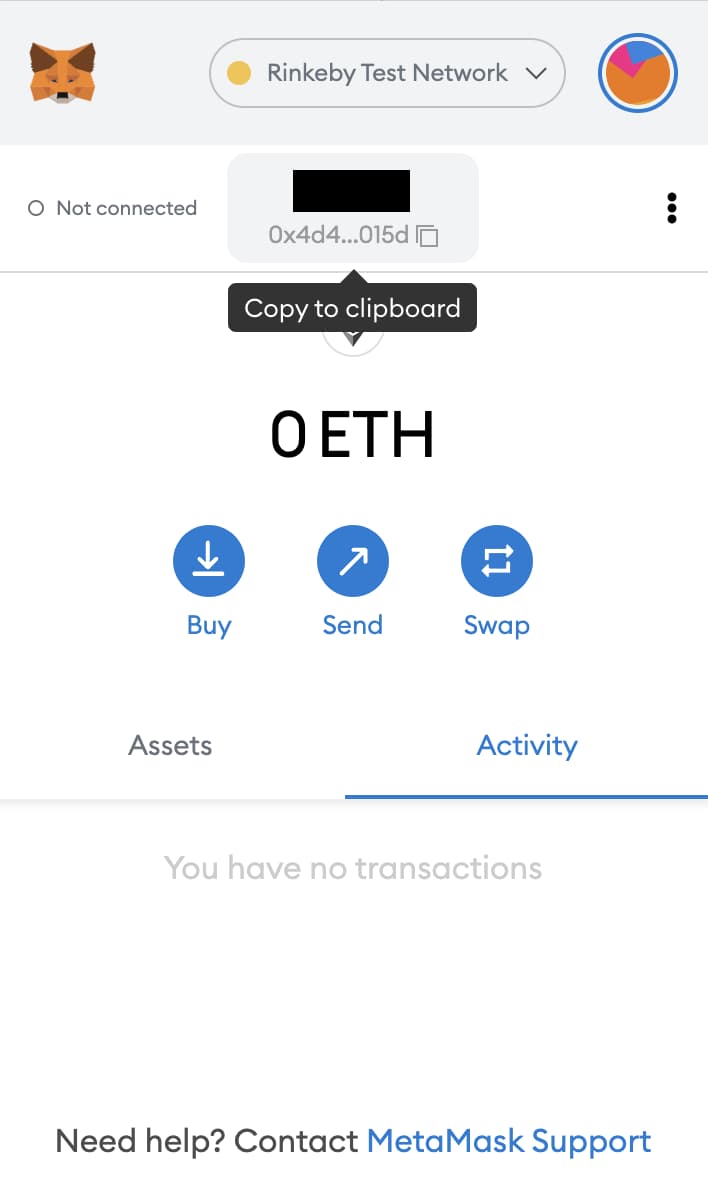 Rinkeby Test Network
Not connected
0x4d4...015d
Copy to clipboard
0 ETH
Buy Send Swap
Assets Activity
You have no transactions
Need help? Contact MetaMask Support